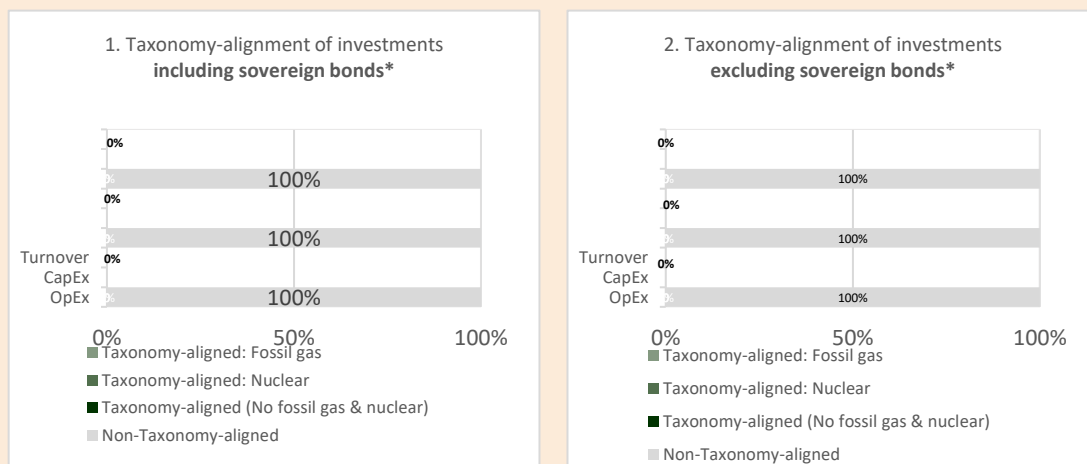 1. Taxonomy-alignment of investments
including sovereign bonds*
0%
0%
100%
0%
0%
100%
Turnover
0%
CapEx
OpEx
0%
100%
0%
50%
100%
Taxonomy-aligned: Fossil gas
Taxonomy-aligned: Nuclear
Taxonomy-aligned (No fossil gas & nuclear)
Non-Taxonomy-aligned
2. Taxonomy-alignment of investments
excluding sovereign bonds*
0%
0%
100%
0%
0%
100%
Turnover
0%
CapEx
OpEx
0%
100%
0%
50%
100%
Taxonomy-aligned: Fossil gas
Taxonomy-aligned: Nuclear
Taxonomy-aligned (No fossil gas & nuclear)
Non-Taxonomy-aligned